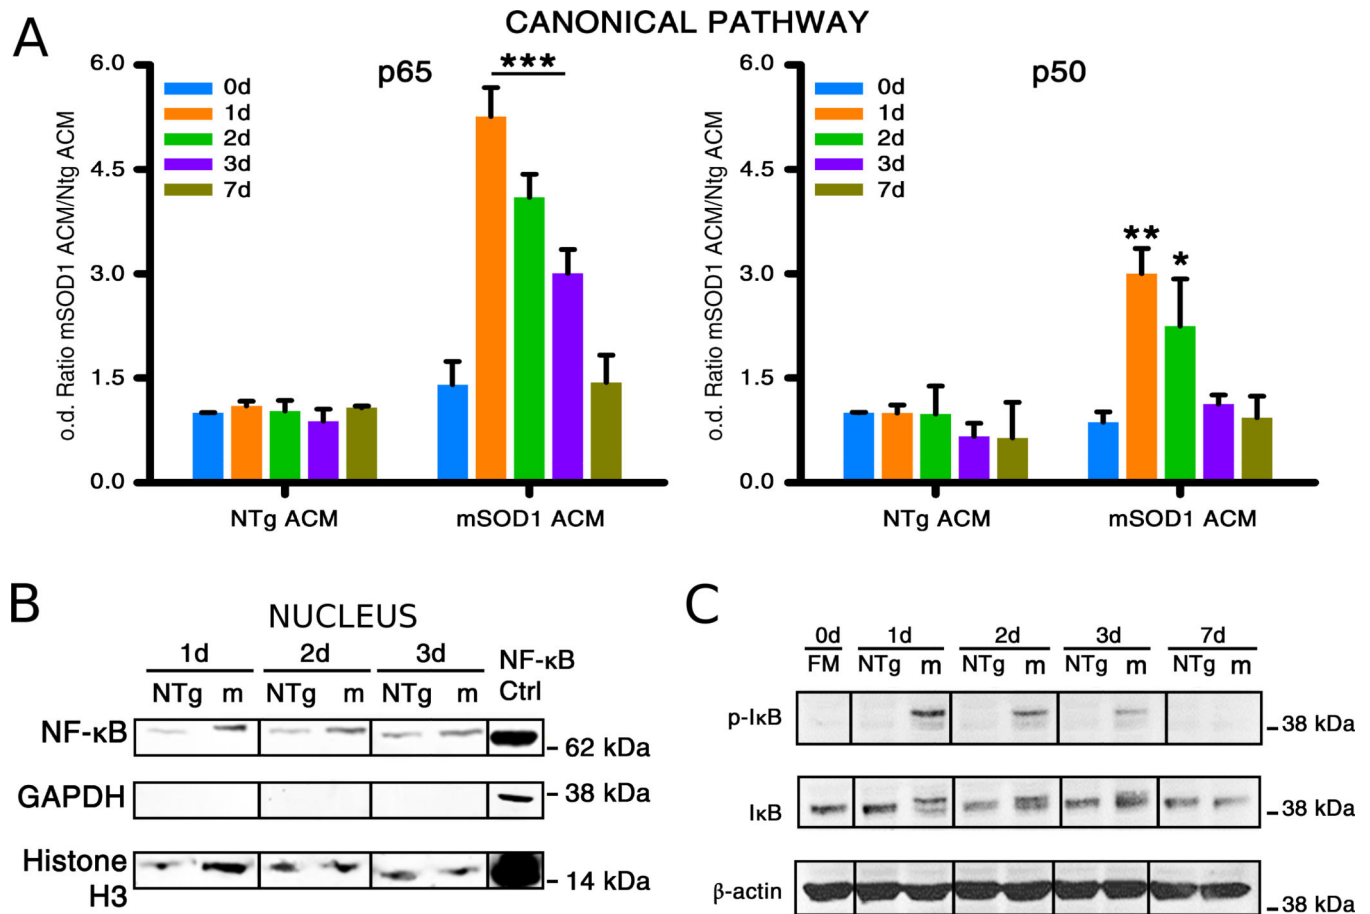 A
CANONICAL PATHWAY
p65
o.d. Ratio mSOD1 ACM/Ntg ACM
6.0
4.5
3.0
1.5
0.0
0d
1d
2d
3d
7d
***
NTg ACM
mSOD1 ACM
p50
o.d. Ratio mSOD1 ACM/Ntg ACM
6.0
4.5
3.0
1.5
0.0
0d
1d
2d
3d
7d
**
*
NTg ACM
mSOD1 ACM
B
NUCLEUS
1d 2d 3d NF-κB
NTg m NTg m NTg m Ctrl
NF-κB
62 kDa
GAPDH
38 kDa
Histone
H3
14 kDa
C
0d 1d 2d 3d 7d
FM NTg m NTg m NTg m NTg m
p-IκB
38 kDa
IκB
38 kDa
β-actin
38 kDa